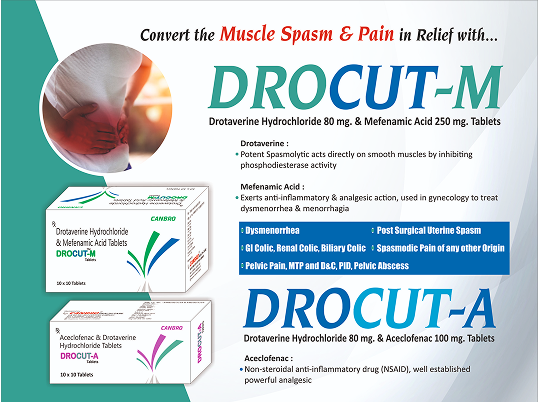 Convert the Muscle Spasm & Pain in Relief with...
DROCUT-M
Drotaverine Hydrochloride 80 mg. & Mefenamic Acid 250 mg. Tablets
Drotaverine :
• Potent Spasmolytic acts directly on smooth muscles by inhibiting
phosphodiesterase activity
Mefenamic Acid :
• Exerts anti-inflammatory & analgesic action, used in gynecology to treat
dysmenorrhea & menorrhagia
Dysmenorrhea
Post Surgical Uterine Spasm
GI Colic, Renal Colic, Biliary Colic
Spasmodic Pain of any other Origin
Pelvic Pain, MTP and D&C, PID, Pelvic Abscess
DROCUT-A
Drotaverine Hydrochloride 80 mg. & Aceclofenac 100 mg. Tablets
Aceclofenac :
• Non-steroidal anti-inflammatory drug (NSAID), well established
powerful analgesic
CANBRO
Rx
Drotaverine Hydrochloride
& Mefenamic Acid Tablets
DROCUT-M
Tablets
10 x 10 Tablets
CANBRO
Rx
Aceclofenac & Drotaverine
Hydrochloride Tablets
DROCUT-A
Tablets
10 x 10 Tablets
DROCUT-A